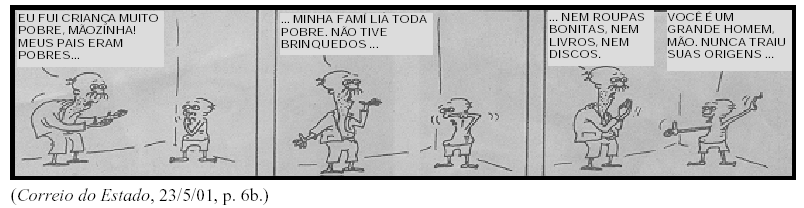 EU FUI CRIANÇA MUITO
POBRE, MÃOZINHA!
MEUS PAIS ERAM
POBRES...
... MINHA FAMÍ LIA TODA
POBRE. NÃO TIVE
BRINQUEDOS ...
... NEM ROUPAS
BONITAS, NEM
LIVROS, NEM
DISCOS.
VOCÊ É UM
GRANDE HOMEM,
MÃO. NUNCA TRAIU
SUAS ORIGENS ...
(Correio do Estado, 23/5/01, p. 6b.)